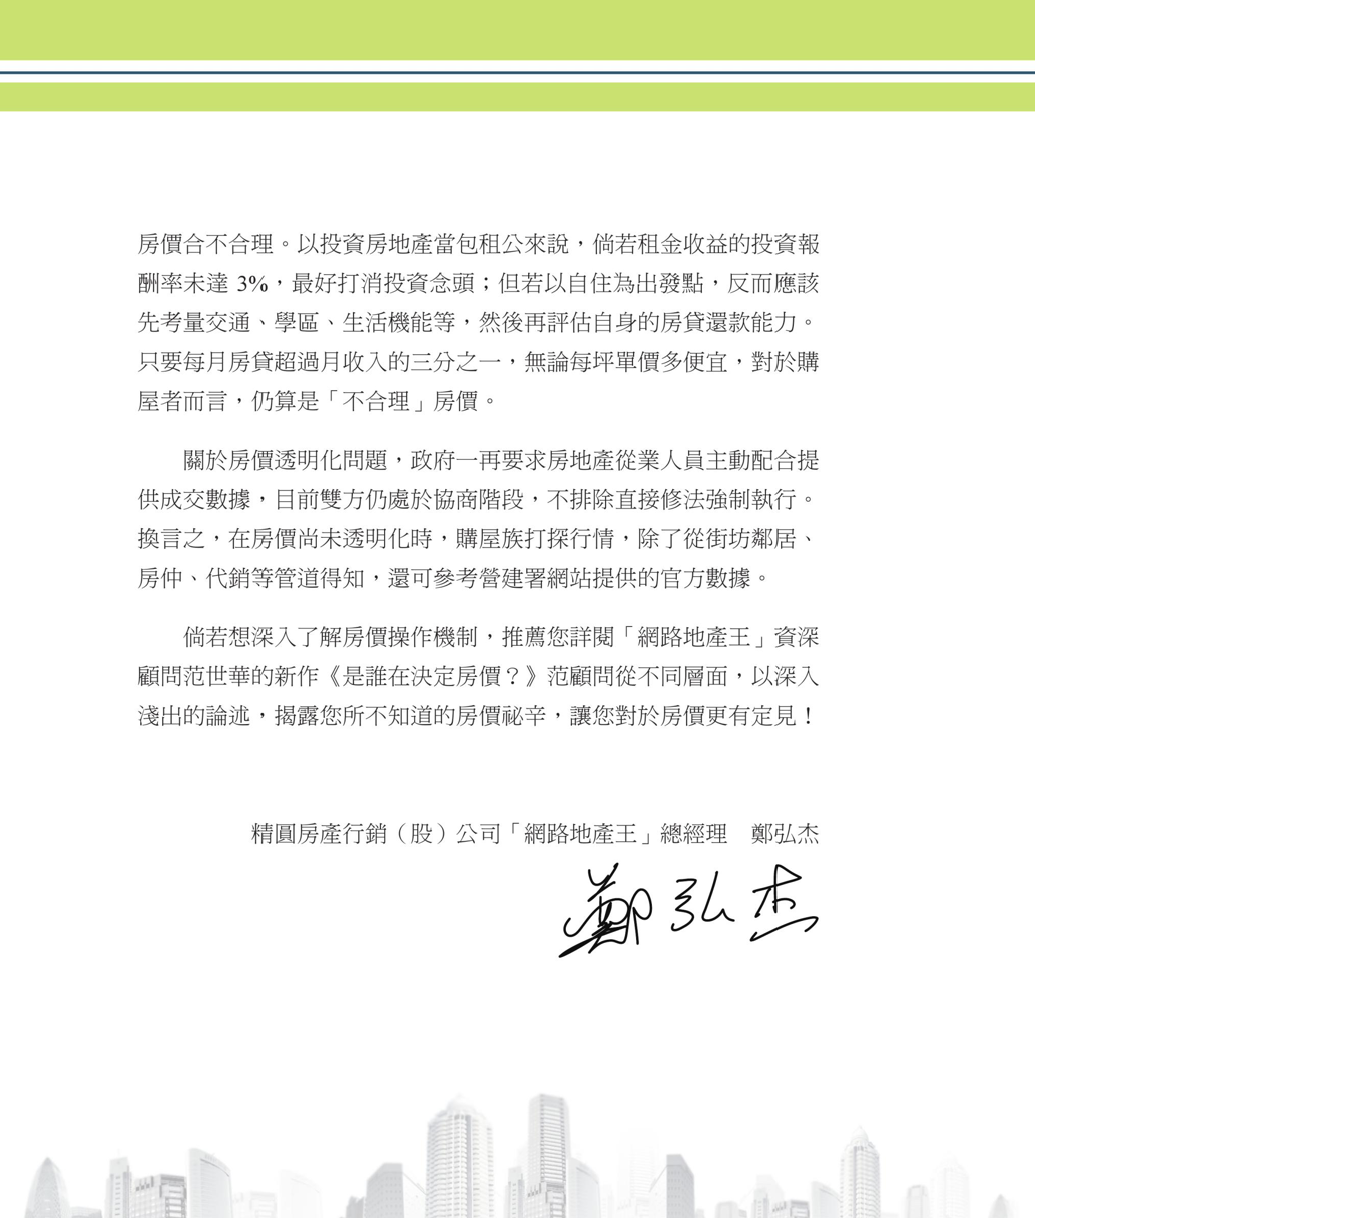 房價合不合理。以投資房地產當包租公來說，倘若租金收益的投資報
酬率未達 3%，最好打消投資念頭；但若以自住為出發點，反而應該
先考量交通、學區、生活機能等，然後再評估自身的房貸還款能力。
只要每月房貸超過月收入的三分之一，無論每坪單價多便宜，對於購
屋者而言，仍算是「不合理」房價。
關於房價透明化問題，政府一再要求房地產從業人員主動配合提
供成交數據，目前雙方仍處於協商階段，不排除直接修法強制執行。
換言之，在房價尚未透明化時，購屋族打探行情，除了從街坊鄰居、
房仲、代銷等管道得知，還可參考營建署網站提供的官方數據。
倘若想深入了解房價操作機制，推薦您詳閱「網路地產王」資深
顧問范世華的新作《是誰在決定房價？》范顧問從不同層面，以深入
淺出的論述，揭露您所不知道的房價祕辛，讓您對於房價更有定見！
精圓房產行銷（股）公司「網路地產王」總經理　鄭弘杰
鄭弘杰